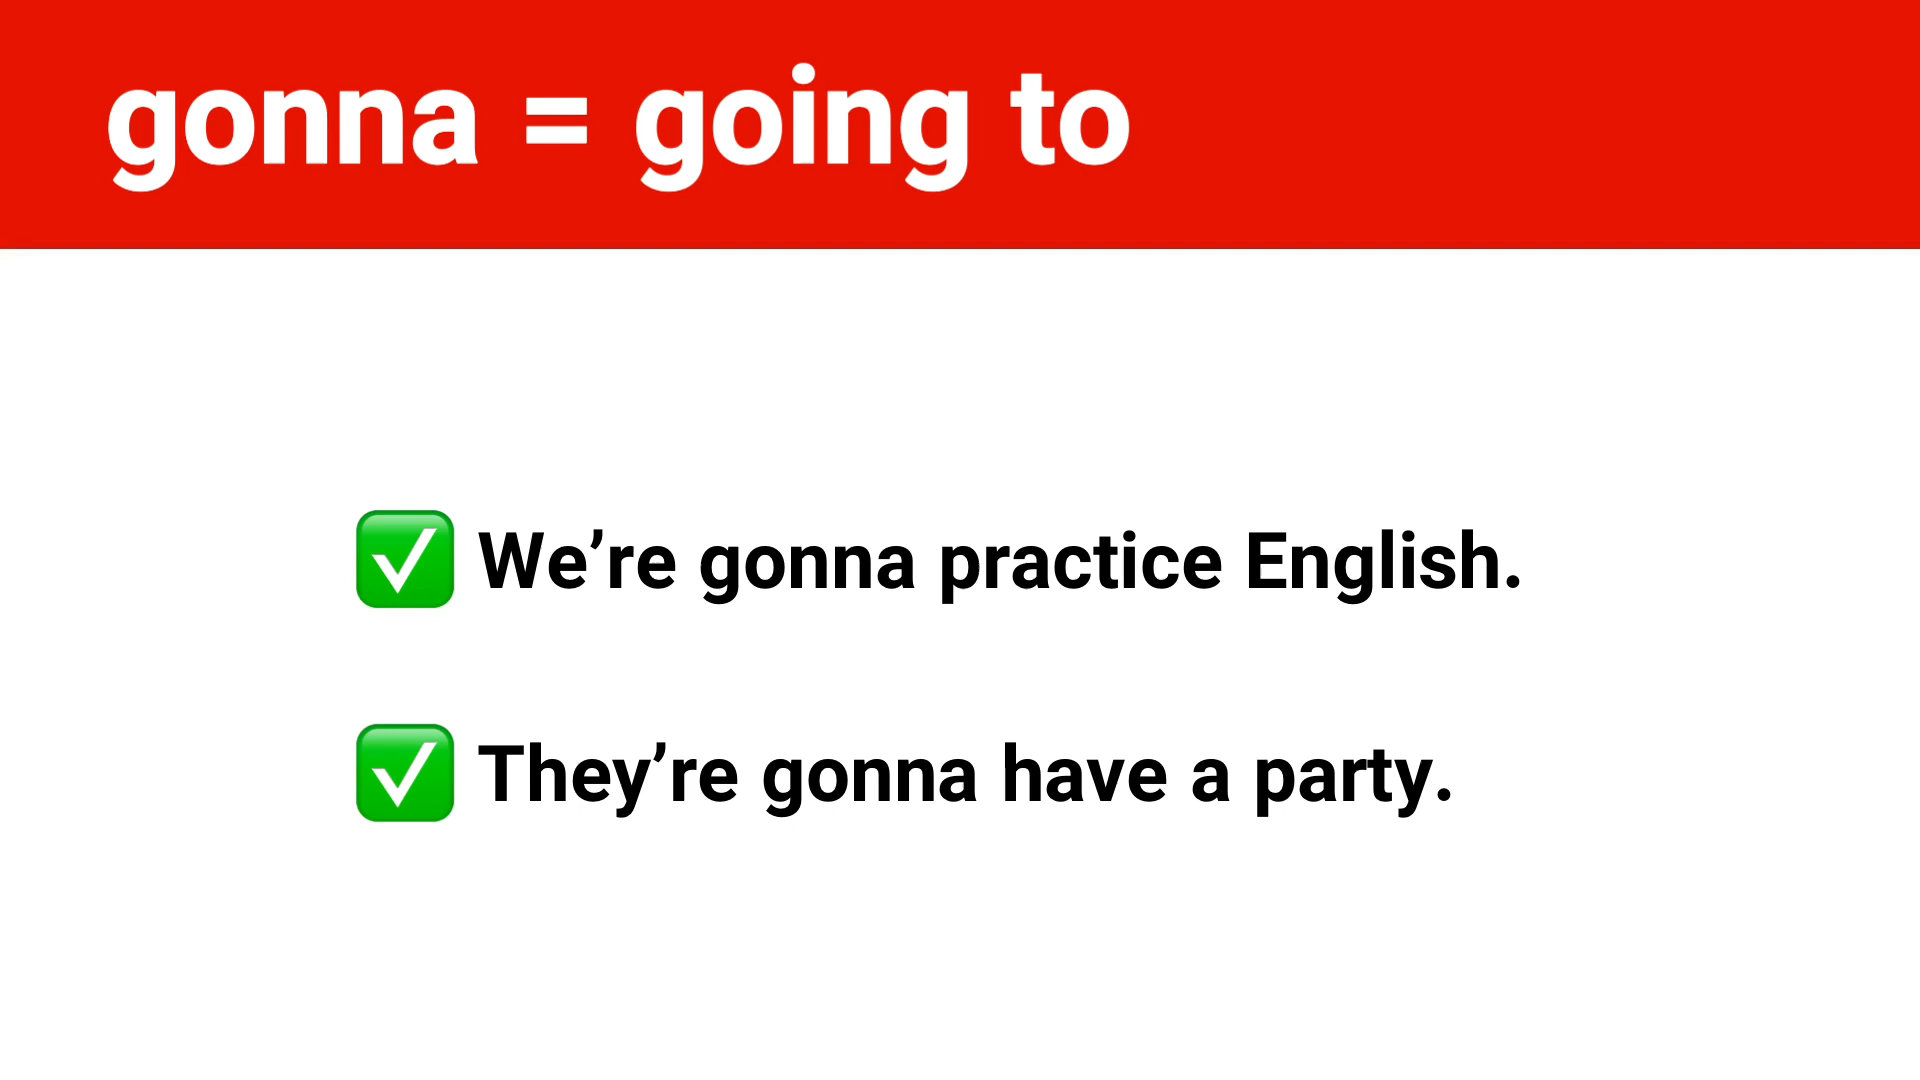 gonna = going to
✅ We’re gonna practice English.
✅ They’re gonna have a party.